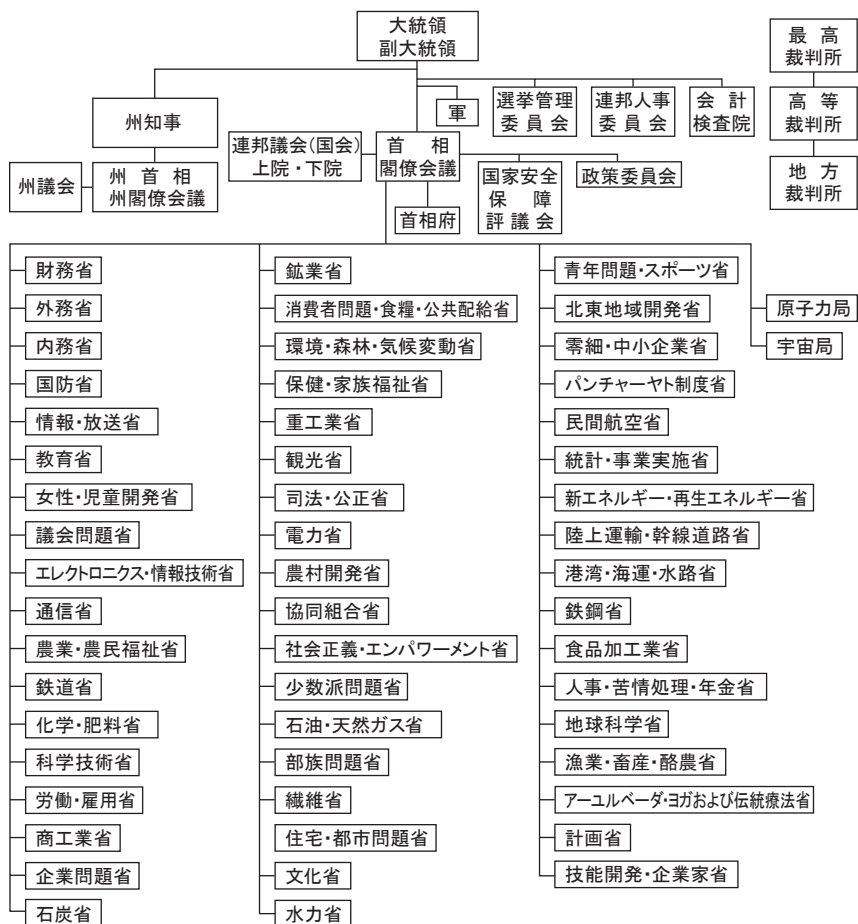 大統領
副大統領
最高
裁判所
高等
裁判所
地方
裁判所
州知事
軍
選挙管理
委員会
連邦人事
委員会
会計
検査院
連邦議会(国会)
上院・下院
首相
閣僚会議
国家安全
保障
評議会
政策委員会
州議会
州首相
州閣僚会議
首相府
財務省
外務省
内務省
国防省
情報・放送省
教育省
女性・児童開発省
議会問題省
エレクトロニクス・情報技術省
通信省
農業・農民福祉省
鉄道省
化学・肥料省
科学技術省
労働・雇用省
商工業省
企業問題省
石炭省
鉱業省
消費者問題・食糧・公共配給省
環境・森林・気候変動省
保健・家族福祉省
重工業省
観光省
司法・公正省
電力省
農村開発省
協同組合省
社会正義・エンパワーメント省
少数派問題省
石油・天然ガス省
部族問題省
繊維省
住宅・都市問題省
文化省
水力省
青年問題・スポーツ省
北東地域開発省
零細・中小企業省
パンチャーヤト制度省
民間航空省
統計・事業実施省
新エネルギー・再生エネルギー省
陸上運輸・幹線道路省
港湾・海運・水路省
鉄鋼省
食品加工業省
人事・苦情処理・年金省
地球科学省
漁業・畜産・酪農省
アーユルベーダ・ヨガおよび伝統療法省
計画省
技能開発・企業家省
原子力局
宇宙局